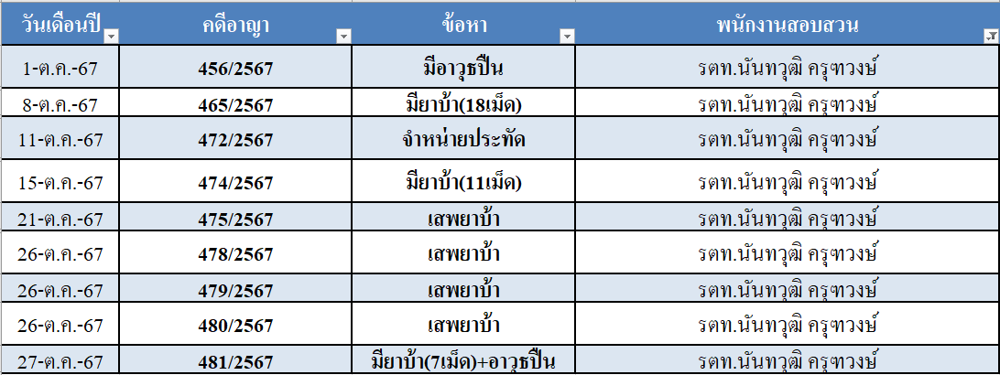 วันเดือนปี คดีอาญา ข้อหา พนักงานสอบสวน
1-ต.ค.-67 456/2567 มีอาวุธปืน รตท.นันทวุฒิ ครุฑวงษ์
8-ต.ค.-67 465/2567 มียาบ้า(18เม็ด) รตท.นันทวุฒิ ครุฑวงษ์
11-ต.ค.-67 472/2567 จำหน่ายประทัด รตท.นันทวุฒิ ครุฑวงษ์
15-ต.ค.-67 474/2567 มียาบ้า(11เม็ด) รตท.นันทวุฒิ ครุฑวงษ์
21-ต.ค.-67 475/2567 เสพยาบ้า รตท.นันทวุฒิ ครุฑวงษ์
26-ต.ค.-67 478/2567 เสพยาบ้า รตท.นันทวุฒิ ครุฑวงษ์
26-ต.ค.-67 479/2567 เสพยาบ้า รตท.นันทวุฒิ ครุฑวงษ์
26-ต.ค.-67 480/2567 เสพยาบ้า รตท.นันทวุฒิ ครุฑวงษ์
27-ต.ค.-67 481/2567 มียาบ้า(7เม็ด)+อาวุธปืน รตท.นันทวุฒิ ครุฑวงษ์